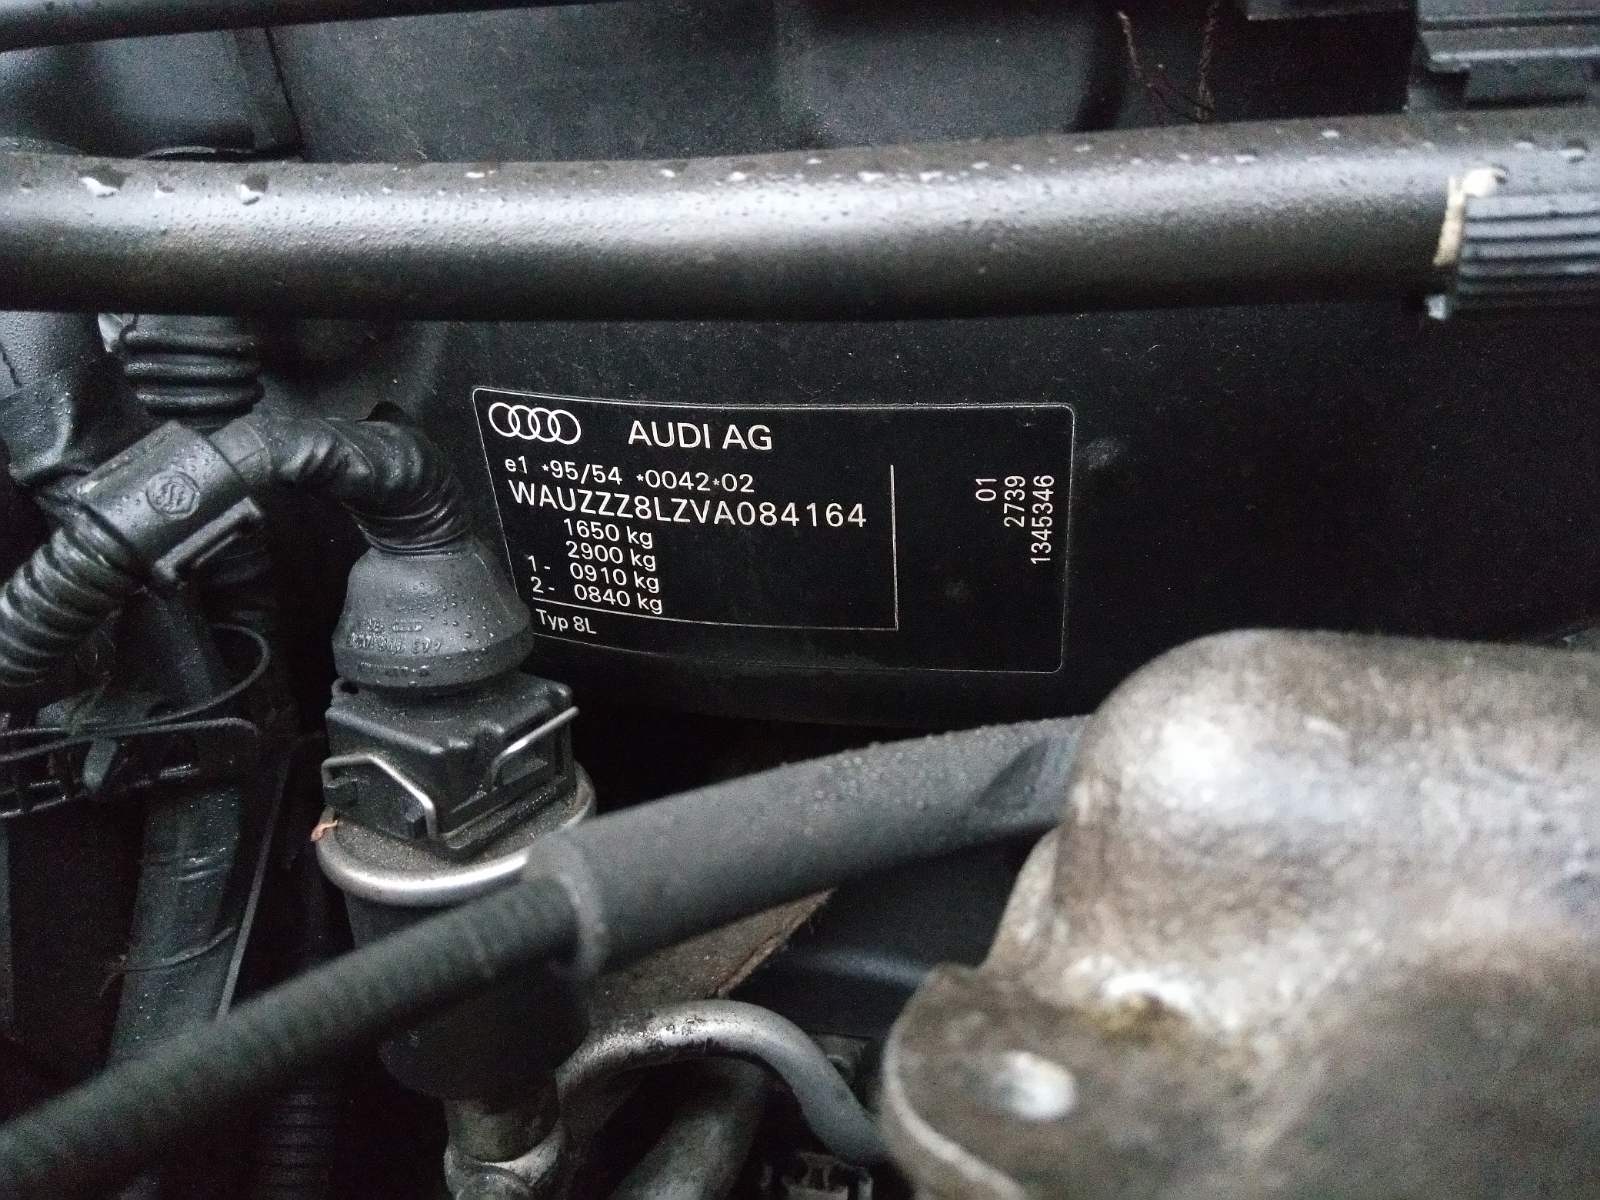 AUDI AG
e1 *95/54 *0042*02
WAUZZZ8LZVA084164
1650 kg
2900 kg
1- 0910 kg
2- 0840 kg
Typ 8L
01
2739
1345346